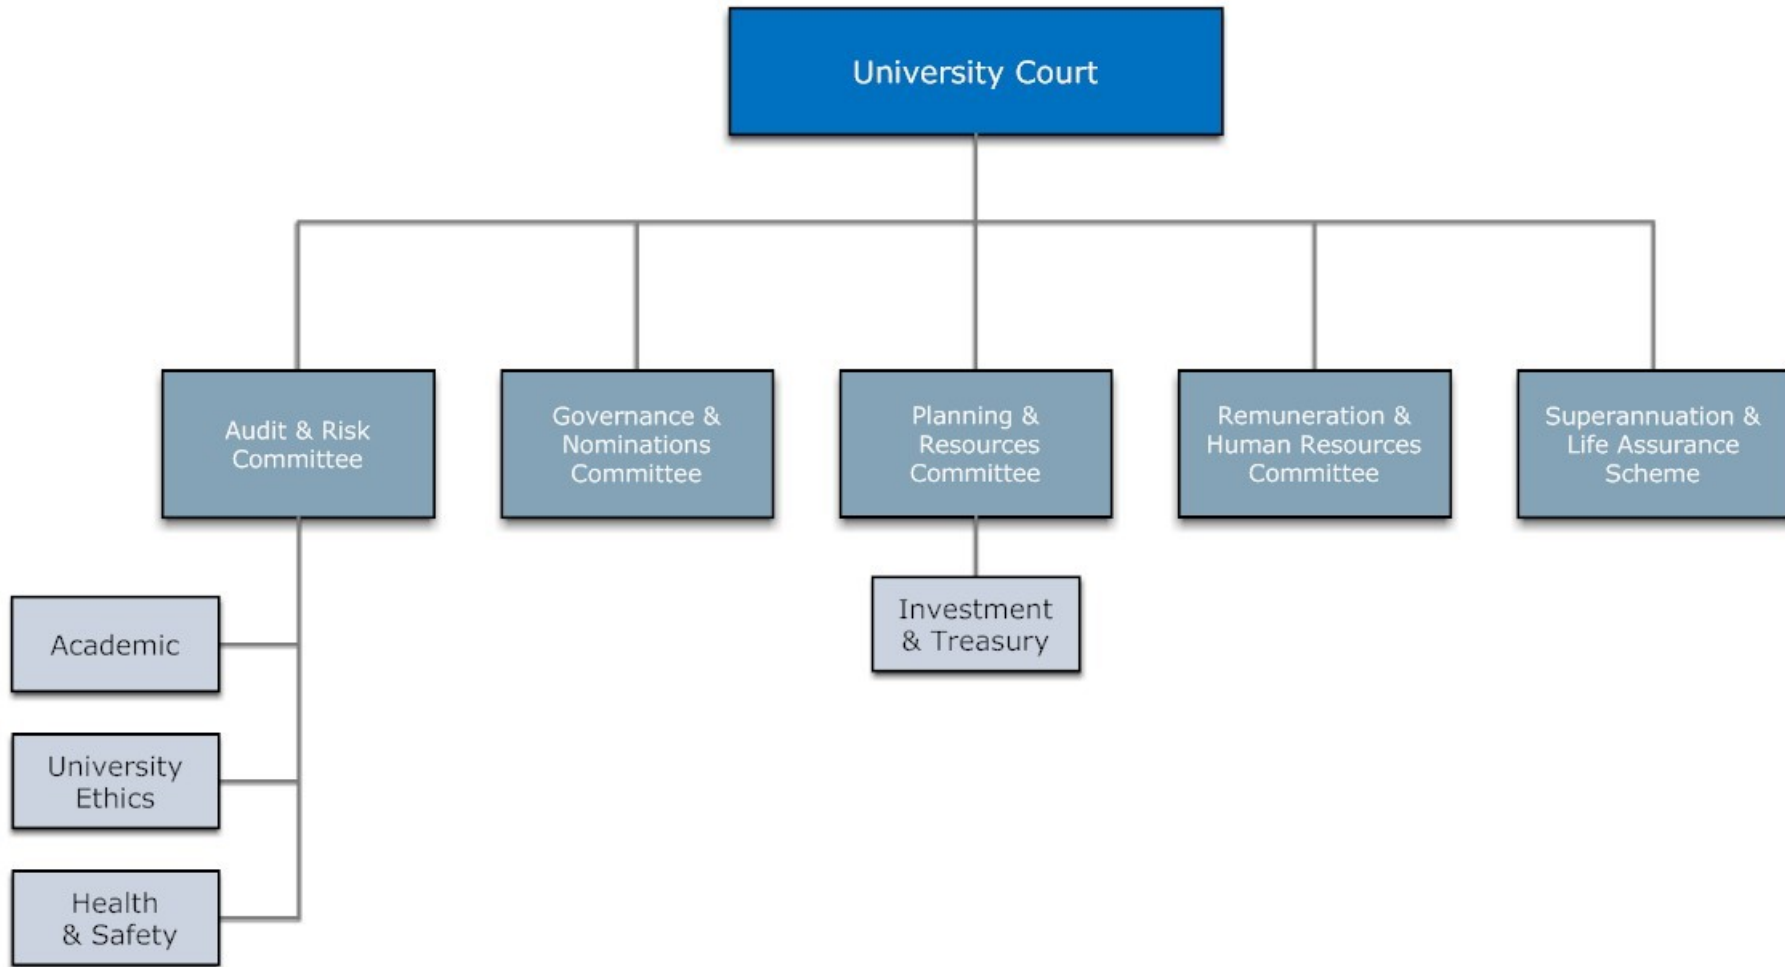 University Court
Audit & Risk
Committee
Governance &
Nominations
Committee
Planning &
Resources
Committee
Remuneration &
Human Resources
Committee
Superannuation &
Life Assurance
Scheme
Academic
University
Ethics
Health
& Safety
Investment
& Treasury